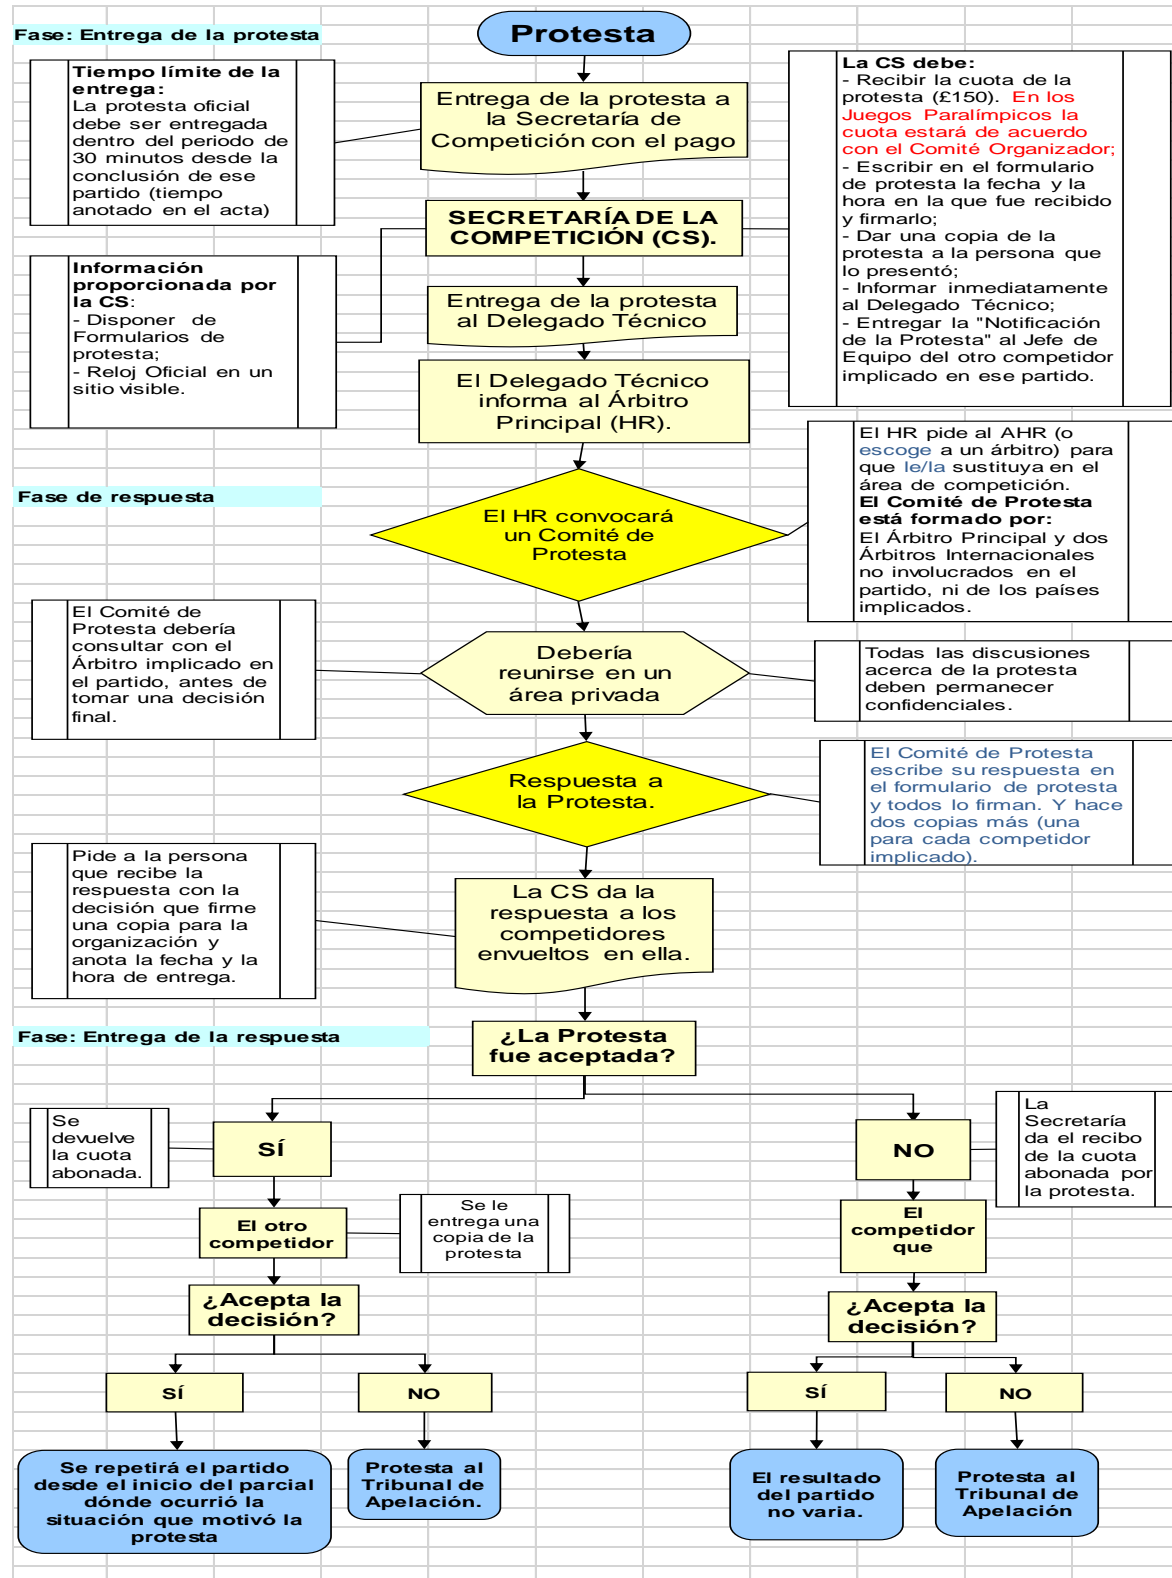 Protesta
Fase: Entrega de la protesta
Tiempo límite de la
entrega:
La protesta oficial
debe ser entregada
dentro del periodo de
30 minutos desde la
conclusión de ese
partido (tiempo
anotado en el acta)
Entrega de la protesta a
la Secretaría de
Competición con el pago
La CS debe:
- Recibir la cuota de la
protesta (£150). En los
Juegos Paralímpicos la
cuota estará de acuerdo
con el Comité Organizador;
- Escribir en el formulario
de protesta la fecha y la
hora en la que fue recibido
y firmarlo;
- Dar una copia de la
protesta a la persona que
lo presentó;
- Informar inmediatamente
al Delegado Técnico;
- Entregar la "Notificación
de la Protesta" al Jefe de
Equipo del otro competidor
implicado en ese partido.
SECRETARÍA DE LA
COMPETICIÓN (CS).
Información
proporcionada por
la CS:
- Disponer de
Formularios de
protesta;
- Reloj Oficial en un
sitio visible.
Entrega de la protesta
al Delegado Técnico
El Delegado Técnico
informa al Árbitro
Principal (HR).
El HR pide al AHR (o
escoge a un árbitro) para
que le/la sustituya en el
área de competición.
El Comité de Protesta
está formado por:
El Árbitro Principal y dos
Árbitros Internacionales
no involucrados en el
partido, ni de los países
implicados.
Fase de respuesta
El HR convocará
un Comité de
Protesta
El Comité de
Protesta debería
consultar con el
Árbitro implicado en
el partido, antes de
tomar una decisión
final.
Debería
reunirse en un
área privada
Todas las discusiones
acerca de la protesta
deben permanecer
confidenciales.
Respuesta a
la Protesta.
El Comité de Protesta
escribe su respuesta en
el formulario de protesta
y todos lo firman. Y hace
dos copias más (una
para cada competidor
implicado).
Pide a la persona
que recibe la
respuesta con la
decisión que firme
una copia para la
organización y
anota la fecha y la
hora de entrega.
La CS da la
respuesta a los
competidores
envueltos en ella.
Fase: Entrega de la respuesta
¿La Protesta
fue aceptada?
Se
devuelve
la cuota
abonada.
SÍ
NO
La
Secretaría
da el recibo
de la cuota
abonada por
la protesta.
El otro
competidor
Se le
entrega una
copia de la
protesta
El
competidor
que
¿Acepta la
decisión?
¿Acepta la
decisión?
SÍ
NO
SÍ
NO
Se repetirá el partido
desde el inicio del parcial
dónde ocurrió la
situación que motivó la
protesta
Protesta al
Tribunal de
Apelación.
El resultado
del partido
no varia.
Protesta al
Tribunal de
Apelación